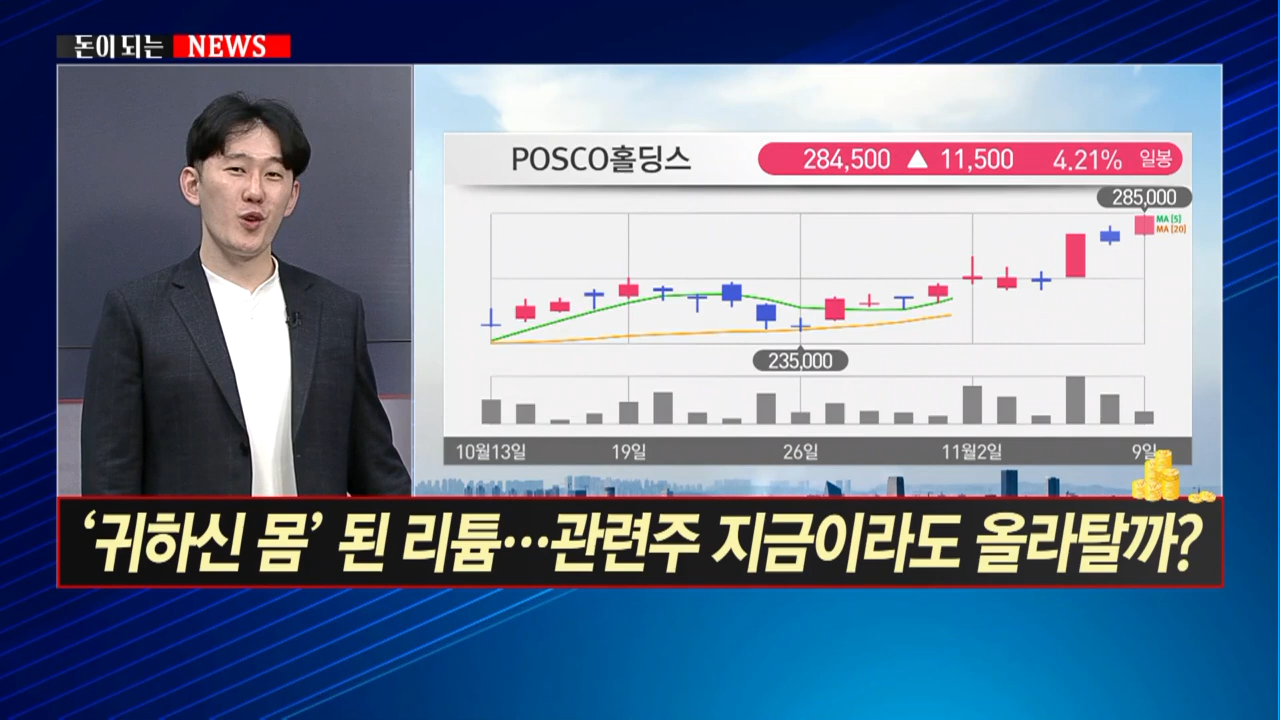 돈이 되는 NEWS
POSCO홀딩스 284,500 ▲ 11,500 4.21% 일봉
285,000
MA [5]
MA [20]
235,000
10월13일 19일 26일 11월2일 9일
‘귀하신 몸’ 된 리튬…관련주 지금이라도 올라탈까?